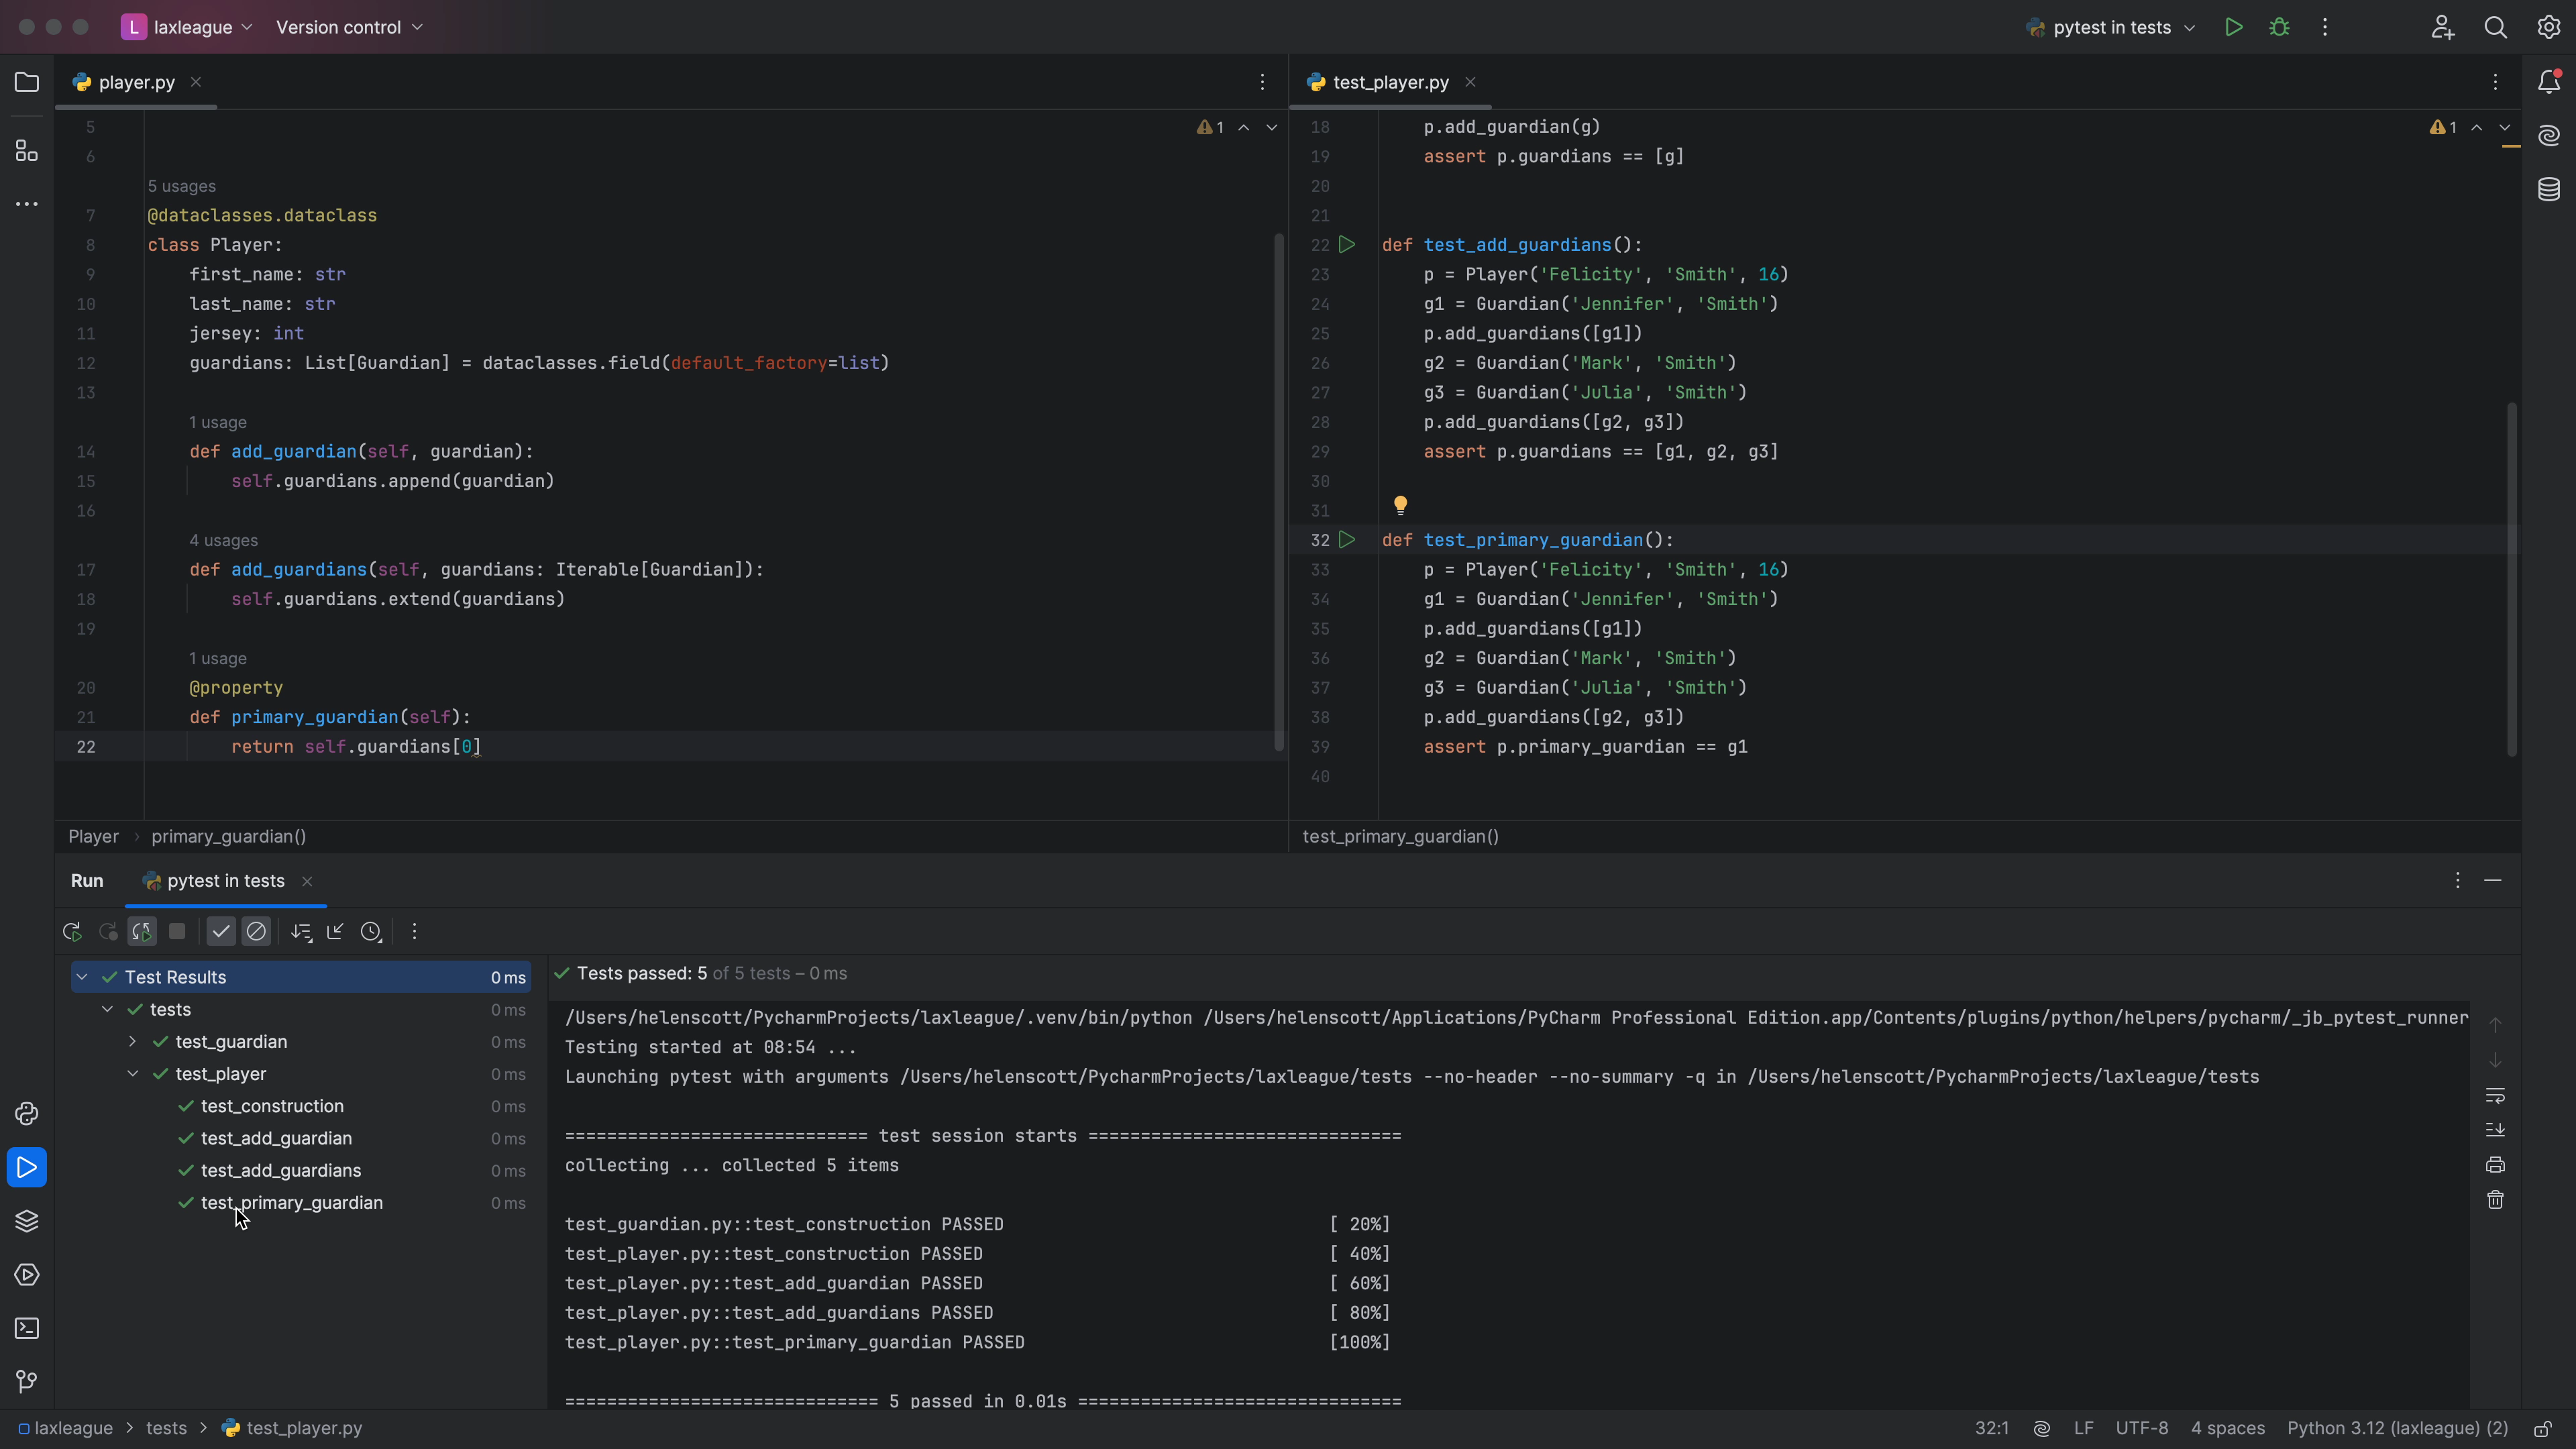 L laxleague Version control pytest in tests
player.py
5
6
5 usages
7 @dataclasses.dataclass
8 class Player:
9 first_name: str
10 last_name: str
11 jersey: int
12 guardians: List[Guardian] = dataclasses.field(default_factory=list)
13
1 usage
14 def add_guardian(self, guardian):
15 self.guardians.append(guardian)
16
4 usages
17 def add_guardians(self, guardians: Iterable[Guardian]):
18 self.guardians.extend(guardians)
19
1 usage
20 @property
21 def primary_guardian(self):
22 return self.guardians[0]
1
Player › primary_guardian()
test_player.py
18 p.add_guardian(g)
19 assert p.guardians == [g]
20
21
22 def test_add_guardians():
23 p = Player('Felicity', 'Smith', 16)
24 g1 = Guardian('Jennifer', 'Smith')
25 p.add_guardians([g1])
26 g2 = Guardian('Mark', 'Smith')
27 g3 = Guardian('Julia', 'Smith')
28 p.add_guardians([g2, g3])
29 assert p.guardians == [g1, g2, g3]
30
31
32 def test_primary_guardian():
33 p = Player('Felicity', 'Smith', 16)
34 g1 = Guardian('Jennifer', 'Smith')
35 p.add_guardians([g1])
36 g2 = Guardian('Mark', 'Smith')
37 g3 = Guardian('Julia', 'Smith')
38 p.add_guardians([g2, g3])
39 assert p.primary_guardian == g1
40
1
test_primary_guardian()
Run pytest in tests
Test Results 0 ms
tests 0 ms
test_guardian 0 ms
test_player 0 ms
test_construction 0 ms
test_add_guardian 0 ms
test_add_guardians 0 ms
test_primary_guardian 0 ms
Tests passed: 5 of 5 tests – 0 ms
/Users/helenscott/PycharmProjects/laxleague/.venv/bin/python /Users/helenscott/Applications/PyCharm Professional Edition.app/Contents/plugins/python/helpers/pycharm/_jb_pytest_runner
Testing started at 08:54 ...
Launching pytest with arguments /Users/helenscott/PycharmProjects/laxleague/tests --no-header --no-summary -q in /Users/helenscott/PycharmProjects/laxleague/tests
============================= test session starts ==============================
collecting ... collected 5 items
test_guardian.py::test_construction PASSED [ 20%]
test_player.py::test_construction PASSED [ 40%]
test_player.py::test_add_guardian PASSED [ 60%]
test_player.py::test_add_guardians PASSED [ 80%]
test_player.py::test_primary_guardian PASSED [100%]
============================== 5 passed in 0.01s ===============================
laxleague > tests > test_player.py 32:1 LF UTF-8 4 spaces Python 3.12 (laxleague) (2)